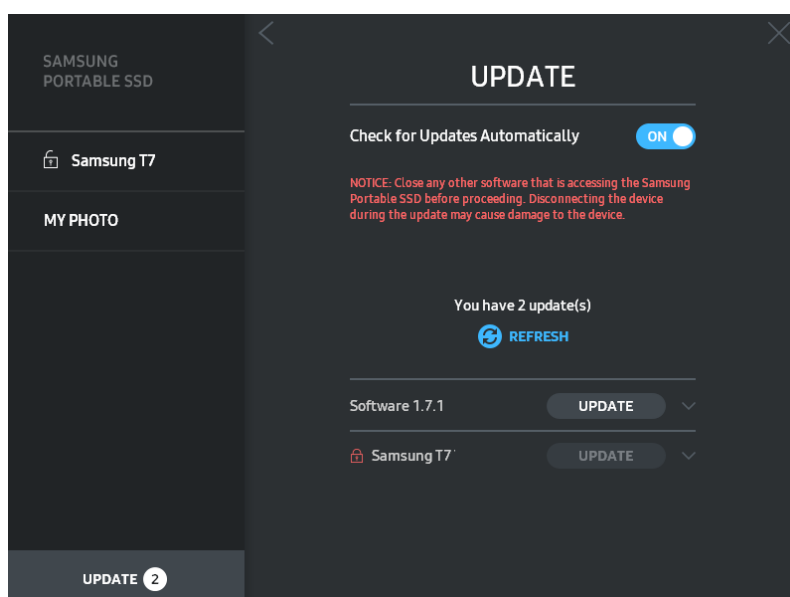 SAMSUNG
PORTABLE SSD
Samsung T7
MY PHOTO
UPDATE 2
UPDATE
Check for Updates Automatically ON
NOTICE: Close any other software that is accessing the Samsung
Portable SSD before proceeding. Disconnecting the device
during the update may cause damage to the device.
You have 2 update(s)
REFRESH
Software 1.7.1 UPDATE
Samsung T7 UPDATE